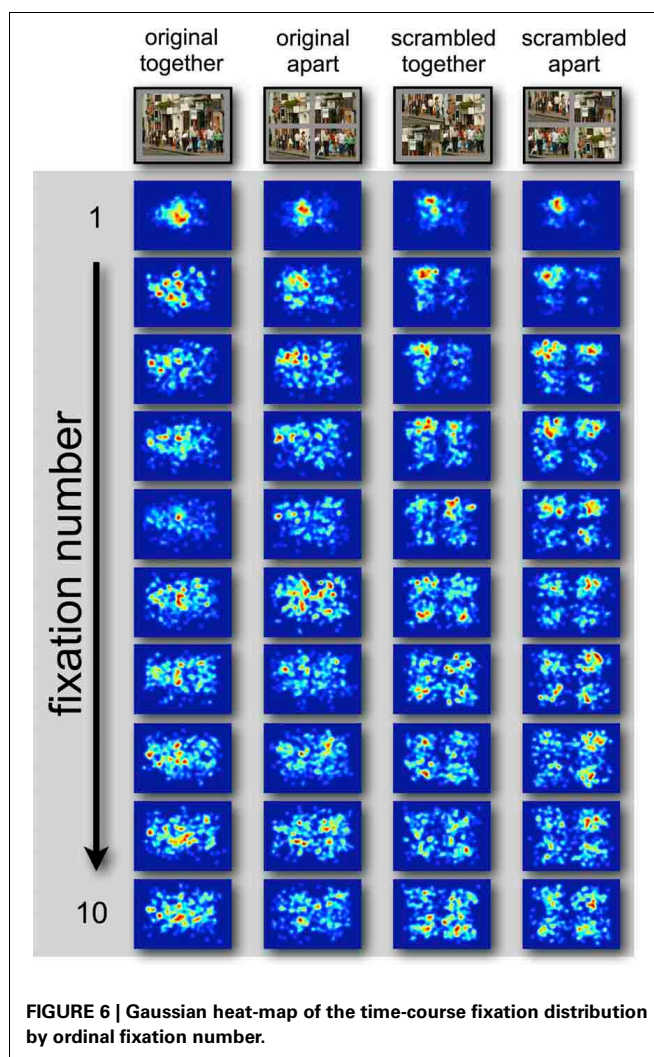 original together
original apart
scrambled together
scrambled apart
1
fixation number
10
FIGURE 6 | Gaussian heat-map of the time-course fixation distribution
by ordinal fixation number.